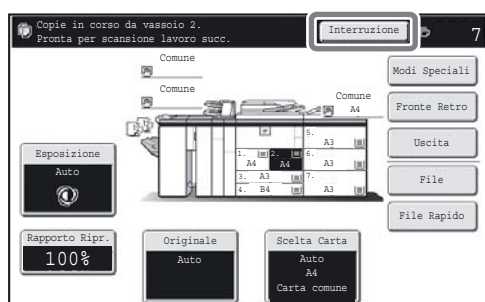 Copie in corso da vassoio 2.
Pronta per scansione lavoro succ.
Interruzione
7
Comune
Comune
Comune
A4
Modi Speciali
Fronte Retro
Uscita
File
File Rapido
5.
A3
1.
A4
2.
A4
6.
A3
3. A3
7.
4. B4
A3
Esposizione
Auto
Rapporto Ripr.
100%
Originale
Auto
Scelta Carta
Auto
A4
Carta comune